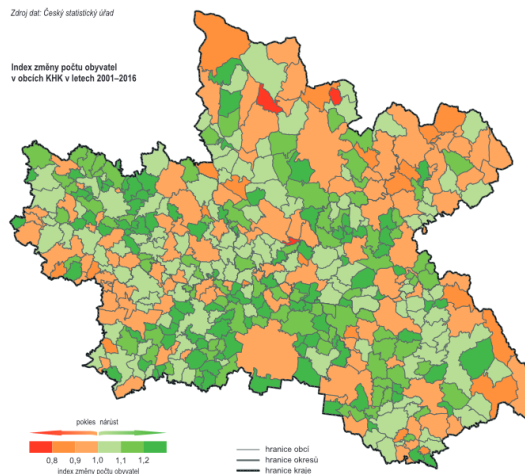 Zdroj dat: Český statistický úřad
Index změny počtu obyvatel
v obcích KHK v letech 2001–2016
pokles nárůst
0,8 0,9 1,0 1,1 1,2
index změny počtu obyvatel
hranice obcí
hranice okresů
hranice kraje